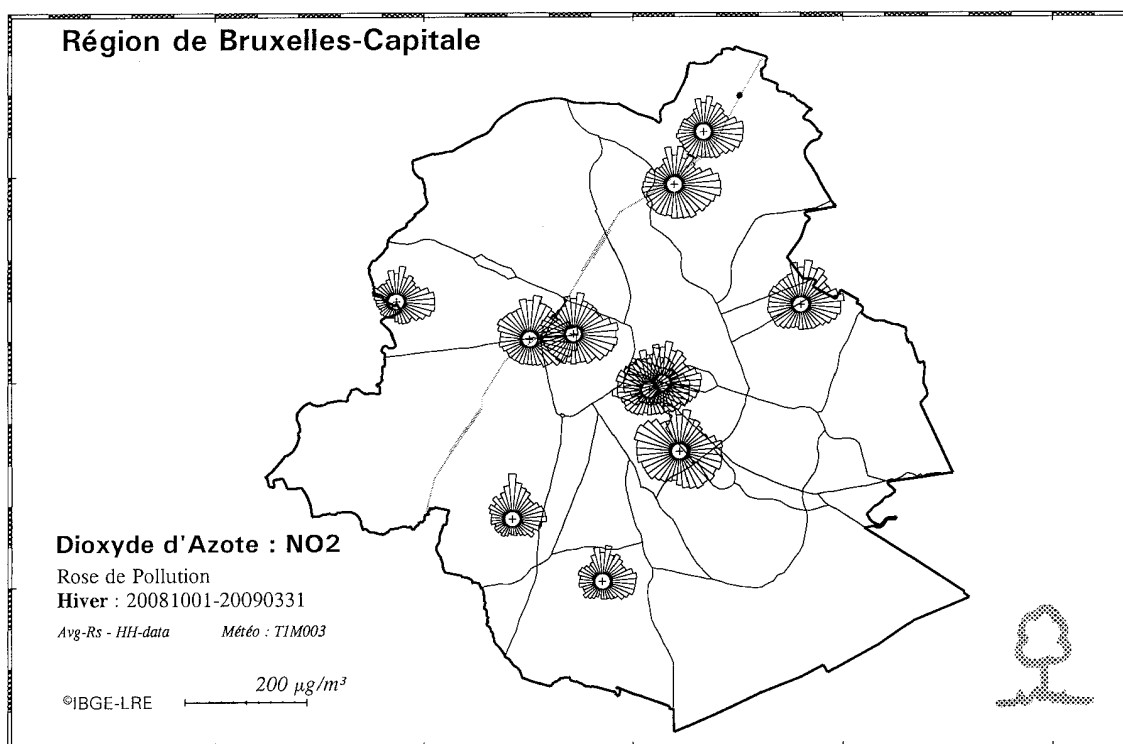 Région de Bruxelles-Capitale
Dioxyde d'Azote : NO2
Rose de Pollution
Hiver : 20081001-20090331
Avg-Rs - HH-data Météo : T1M003
200 µg/m³
©IBGE-LRE